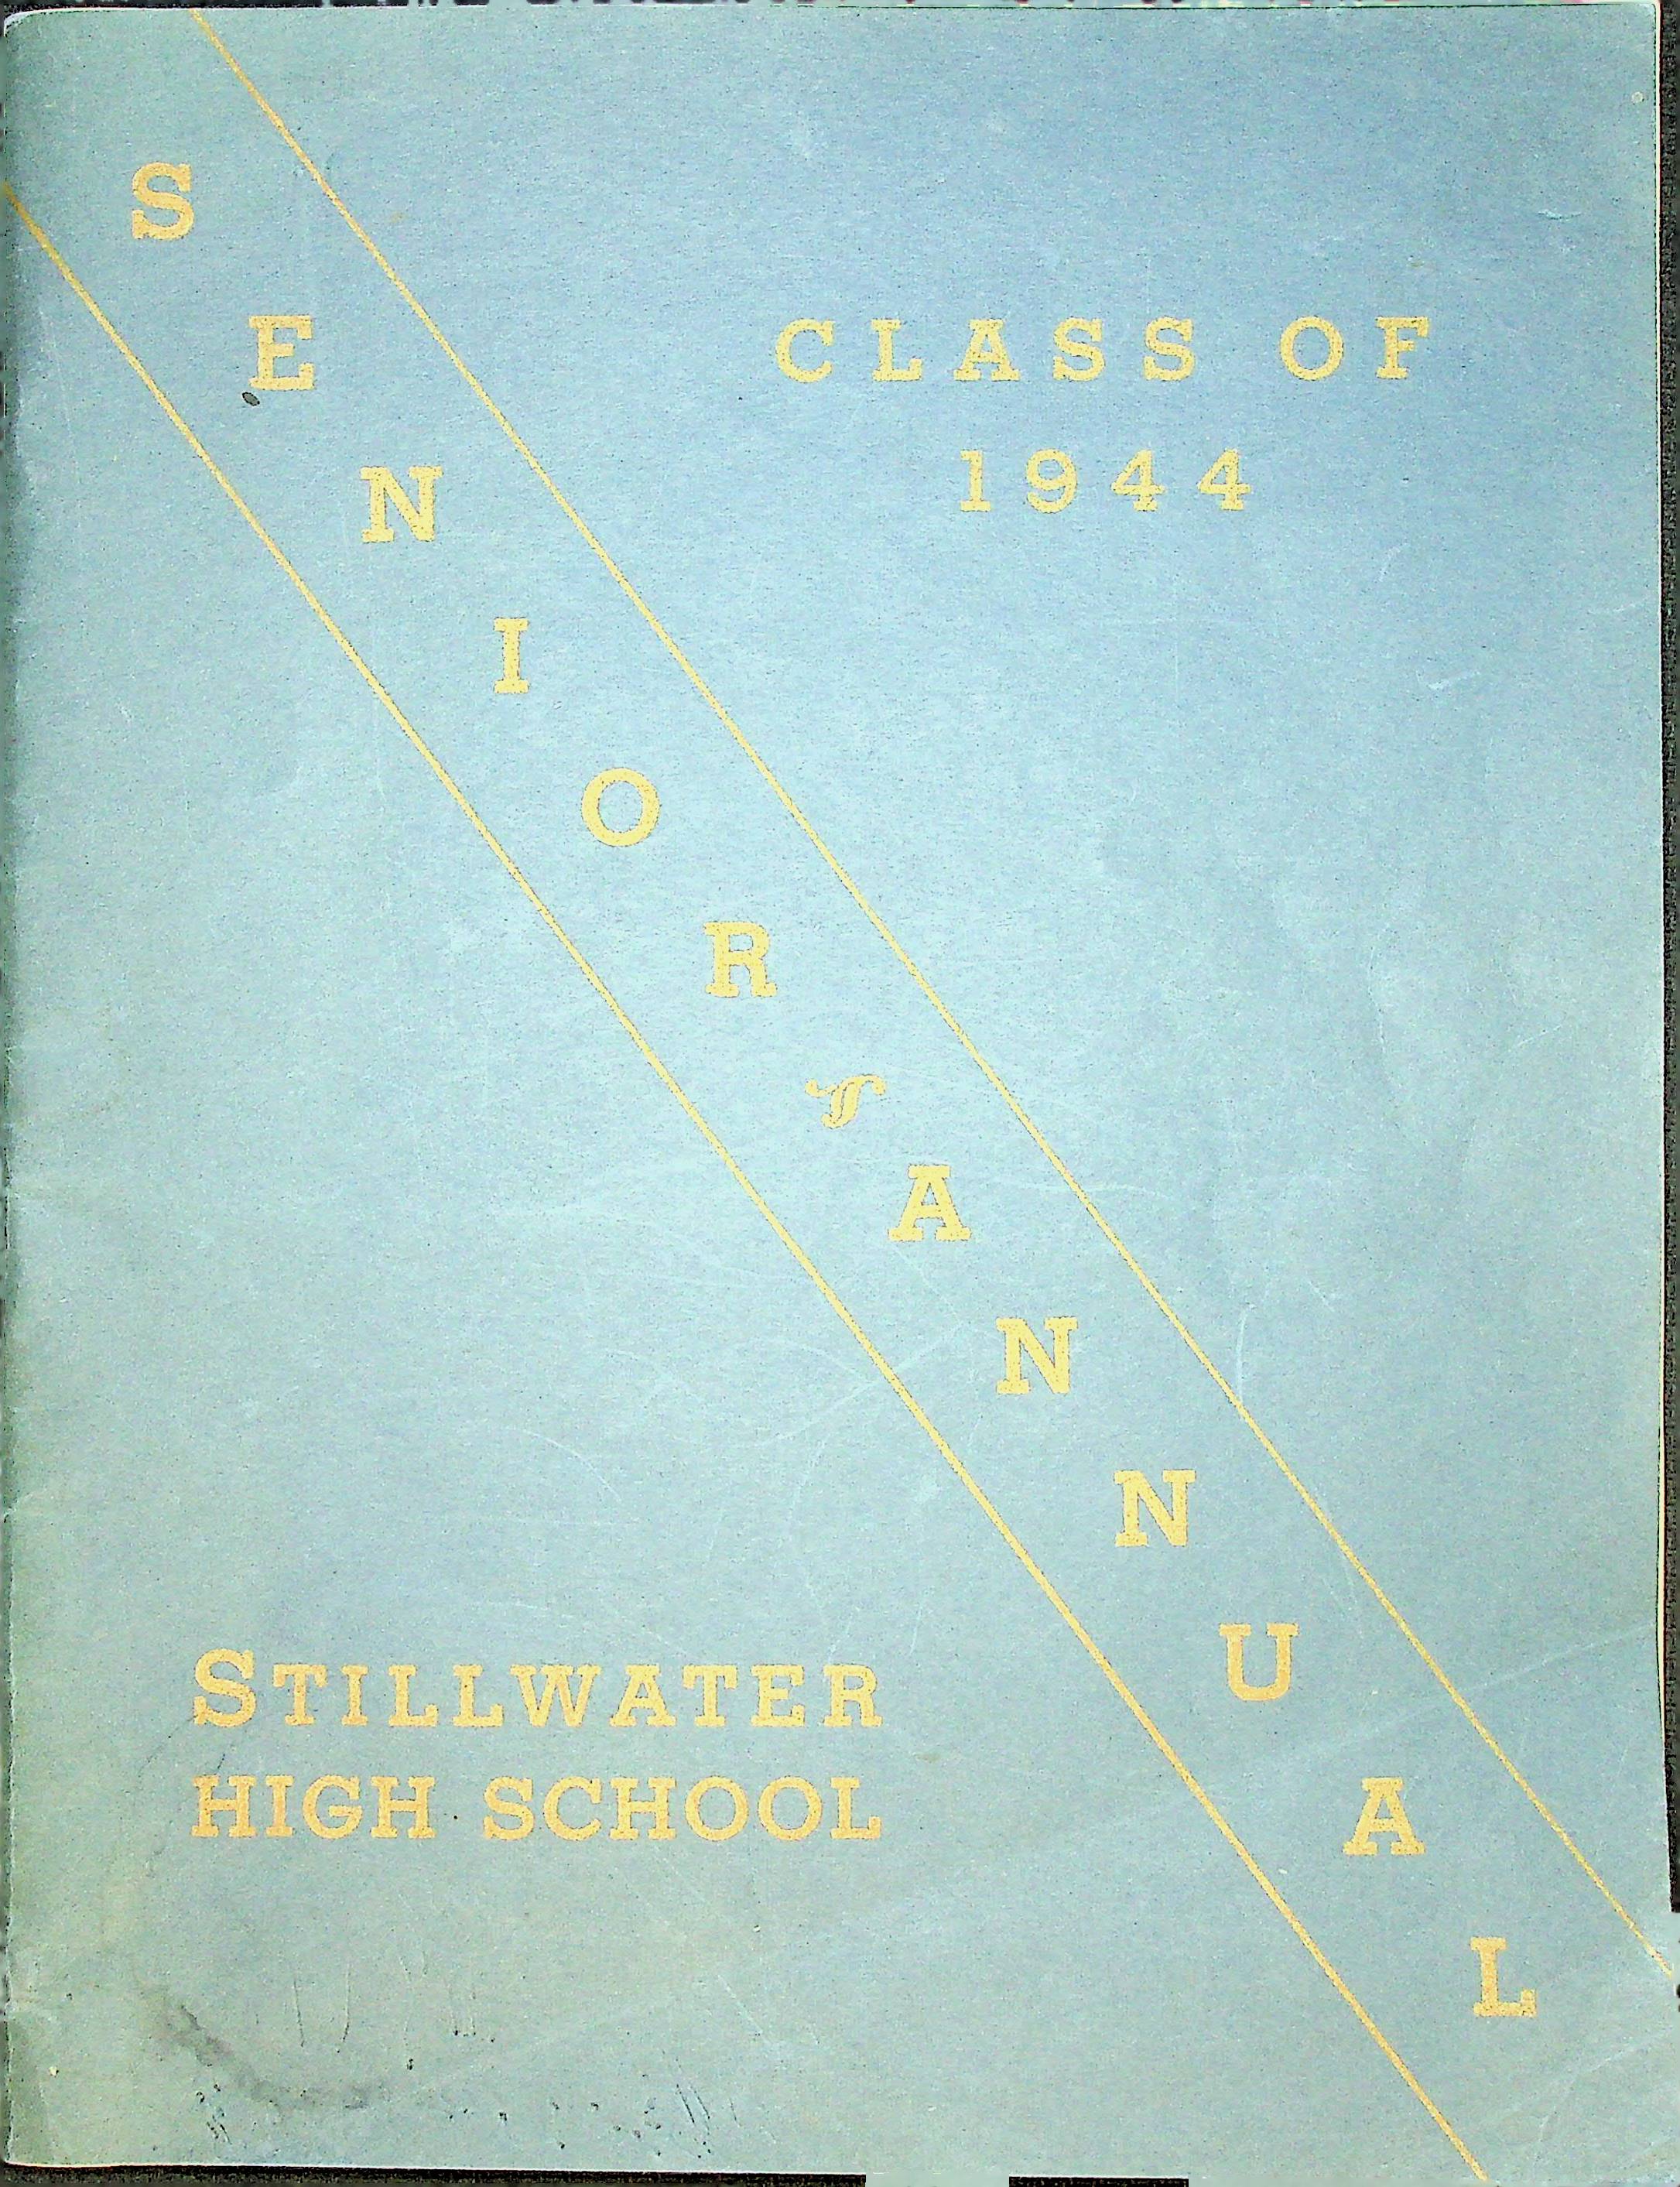 SENIOR ANNUAL
CLASS OF
1944
STILLWATER
HIGH SCHOOL